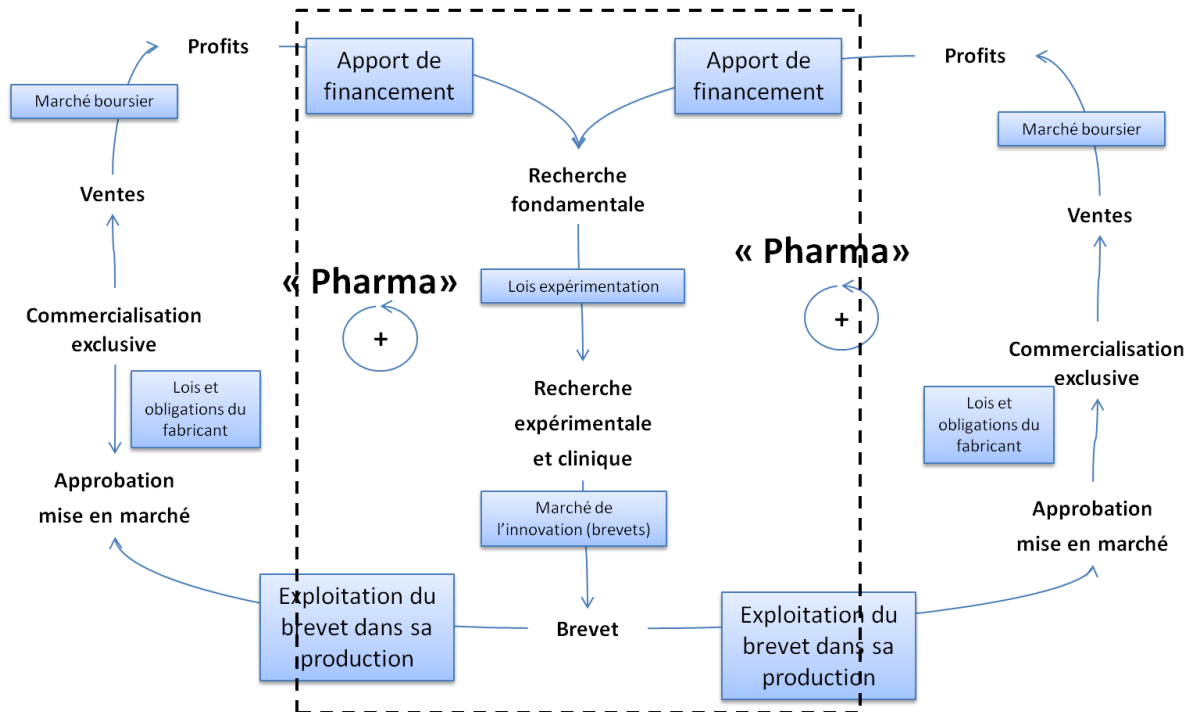 Profits
Apport de
financement
Apport de
financement
Profits
Marché boursier
Marché boursier
Recherche
fondamentale
Ventes
Ventes
« Pharma»
+
« Pharma»
+
Lois expérimentation
Commercialisation
exclusive
Commercialisation
exclusive
Lois et
obligations du
fabricant
Recherche
expérimentale
et clinique
Lois et
obligations du
fabricant
Approbation
mise en marché
Marché de
l’innovation (brevets)
Approbation
mise en marché
Exploitation du
brevet dans sa
production
Brevet
Exploitation du
brevet dans sa
production